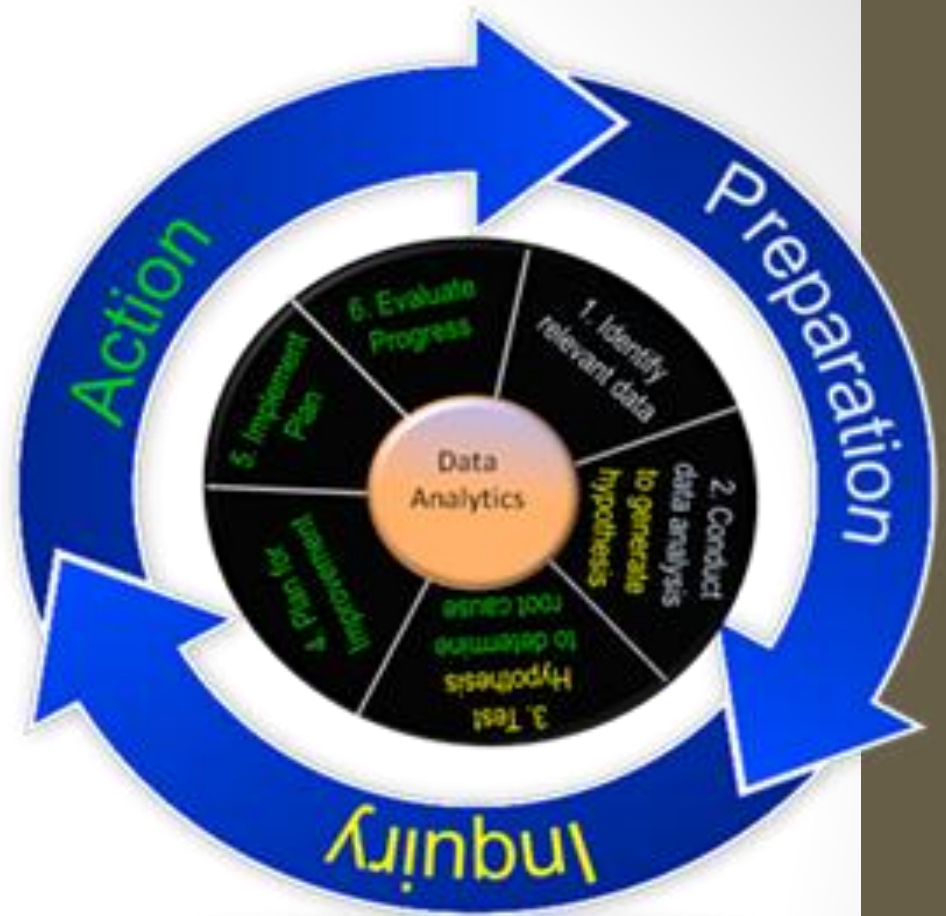 Preparation
Inquiry
Action
Data
Analytics
1. Identify
relevant data
2. Conduct
data analysis
to generate
hypothesis
3. Test
Hypothesis
to determine
root cause
4. Plan for
Improvement
5. Implement
Plan
6. Evaluate
Progress